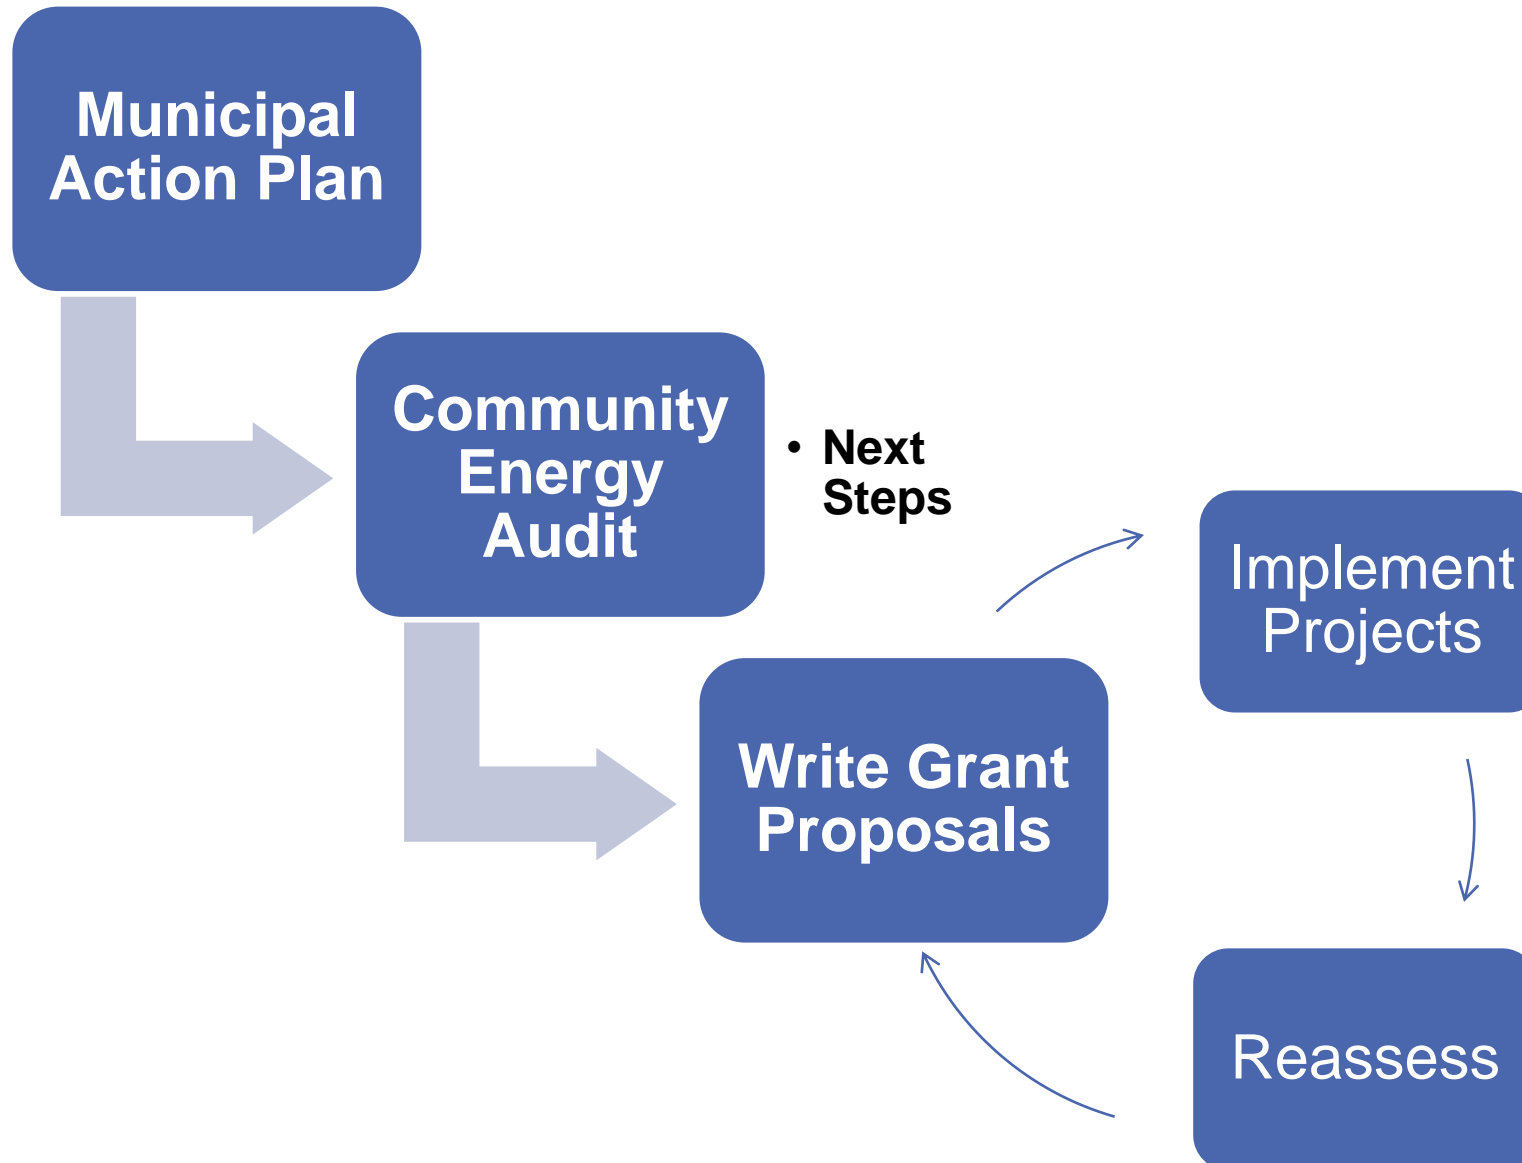 Municipal
Action Plan
Community
Energy
Audit
• Next
Steps
Implement
Projects
Write Grant
Proposals
Reassess